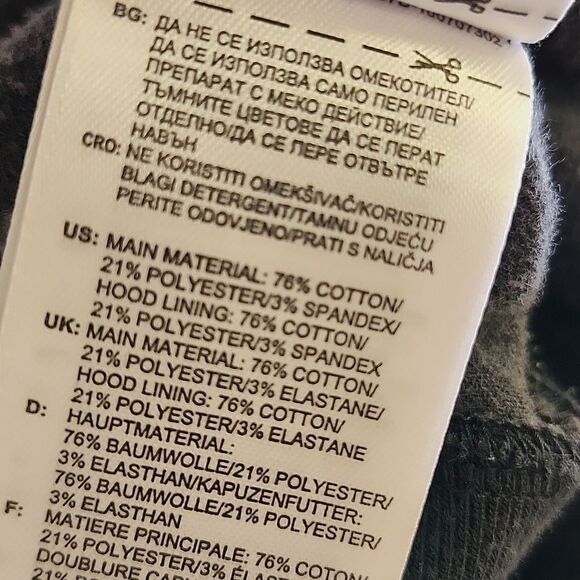 BG: ДА НЕ СЕ ИЗПОЛЗВА ОМЕКОТИТЕЛ/
ДА СЕ ИЗПОЛЗВА САМО ПЕРИЛЕН
ПРЕПАРАТ С МЕКО ДЕЙСТВИЕ/
ТЪМНИТЕ ЦВЕТОВЕ ДА СЕ ПЕРАТ
ОТДЕЛНО/ДА СЕ ПЕРЕ ОТВЪТРЕ
НАВЪН
CRO: NE KORISTITI OMEKŠIVAČ/KORISTITI
BLAGI DETERGENT/TAMNU ODJEĆU
PERITE ODOVJENO/PRATI S NALIČJA
US: MAIN MATERIAL: 76% COTTON/
21% POLYESTER/3% SPANDEX/
HOOD LINING: 76% COTTON/
21% POLYESTER/3% SPANDEX
UK: MAIN MATERIAL: 76% COTTON/
21% POLYESTER/3% ELASTANE/
HOOD LINING: 76% COTTON/
21% POLYESTER/3% ELASTANE
D: HAUPTMATERIAL:
76% BAUMWOLLE/21% POLYESTER/
3% ELASTHAN/KAPUZENFUTTER:
76% BAUMWOLLE/21% POLYESTER/
3% ELASTHAN
F: MATIERE PRINCIPALE: 76% COTON/
21% POLYESTER/3%
DOUBLURE
21%